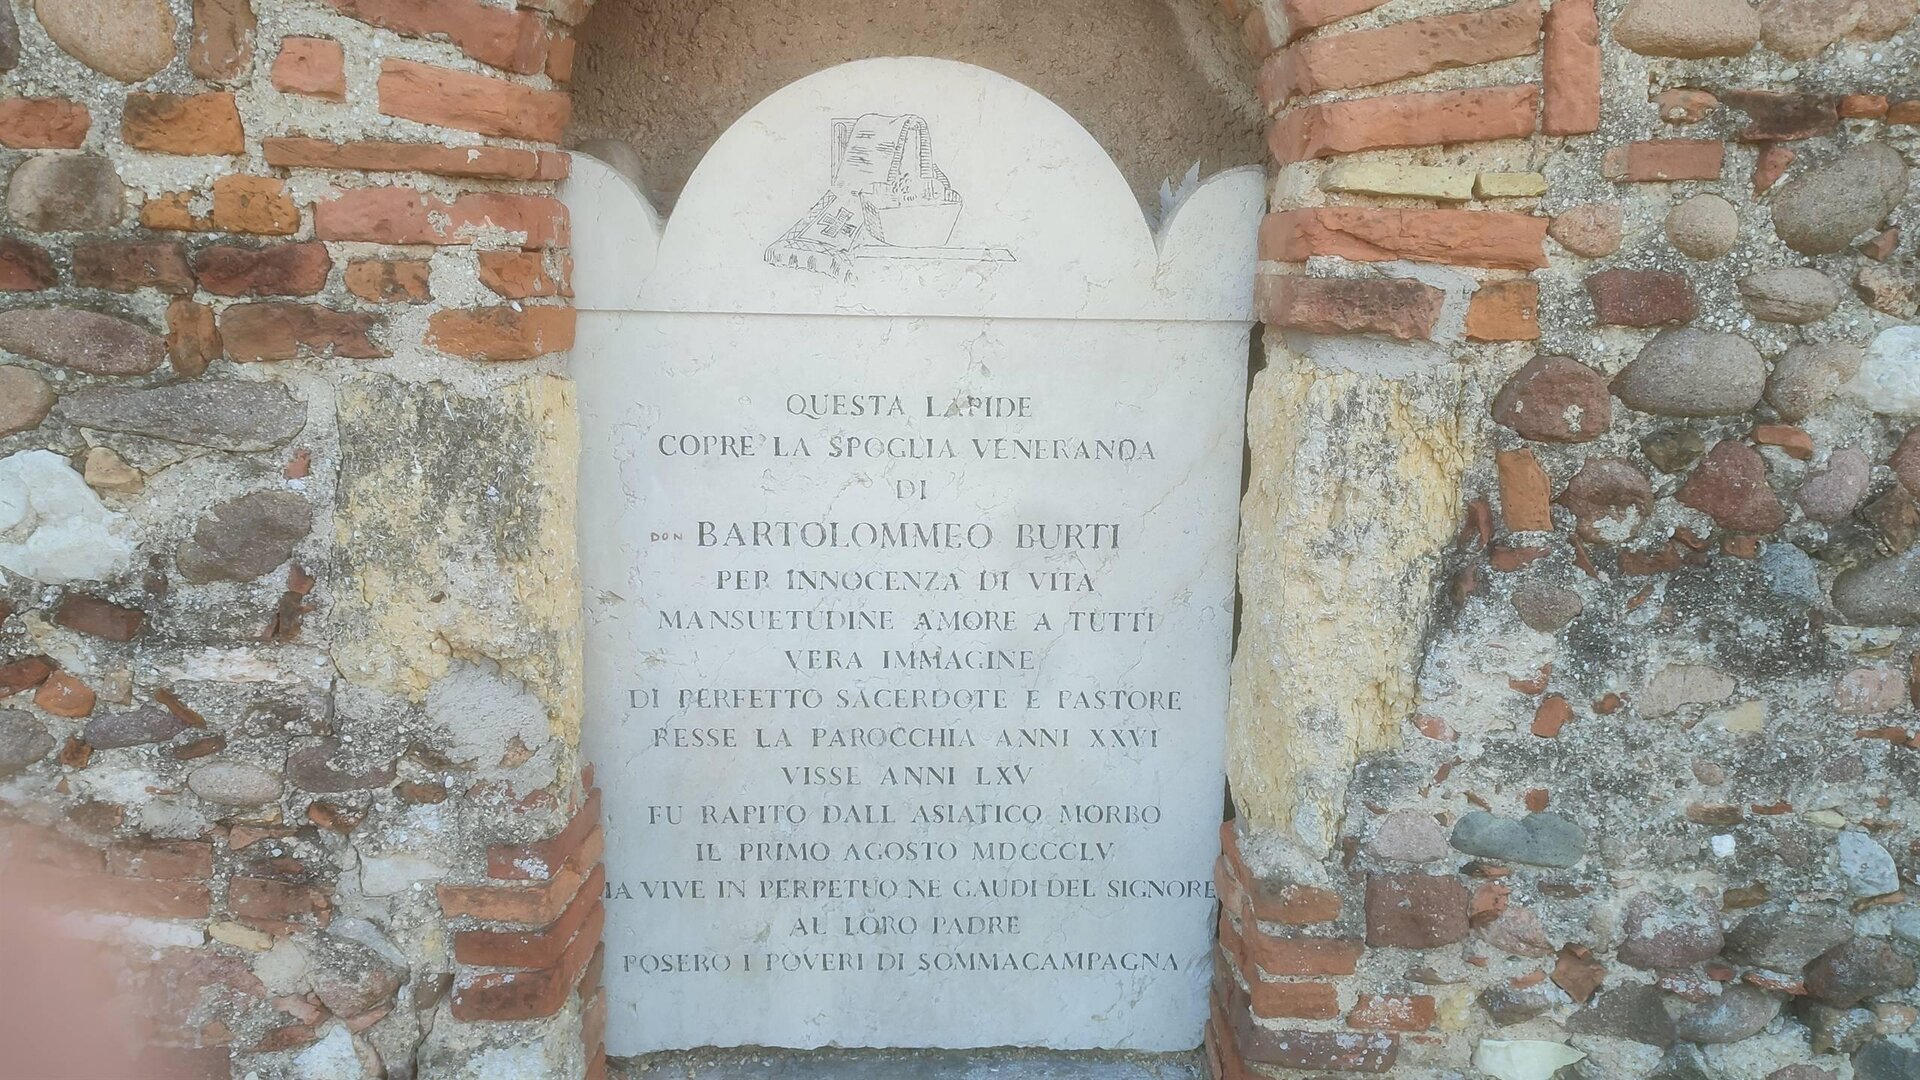 QUESTA LAPIDE
COPRE LA SPOGLIA VENERANDA
DI
DON BARTOLOMMEO BURTI
PER INNOCENZA DI VITA
MANSUETUDINE AMORE A TUTTI
VERA IMMAGINE
DI PERFETTO SACERDOTE E PASTORE
RESSE LA PAROCCHIA ANNI XXVI
VISSE ANNI LXV
FU RAPITO DALL ASIATICO MORBO
IL PRIMO AGOSTO MDCCCLV
MA VIVE IN PERPETUO NE GAUDI DEL SIGNORE
AL LORO PADRE
POSERO I POVERI DI SOMMACAMPAGNA